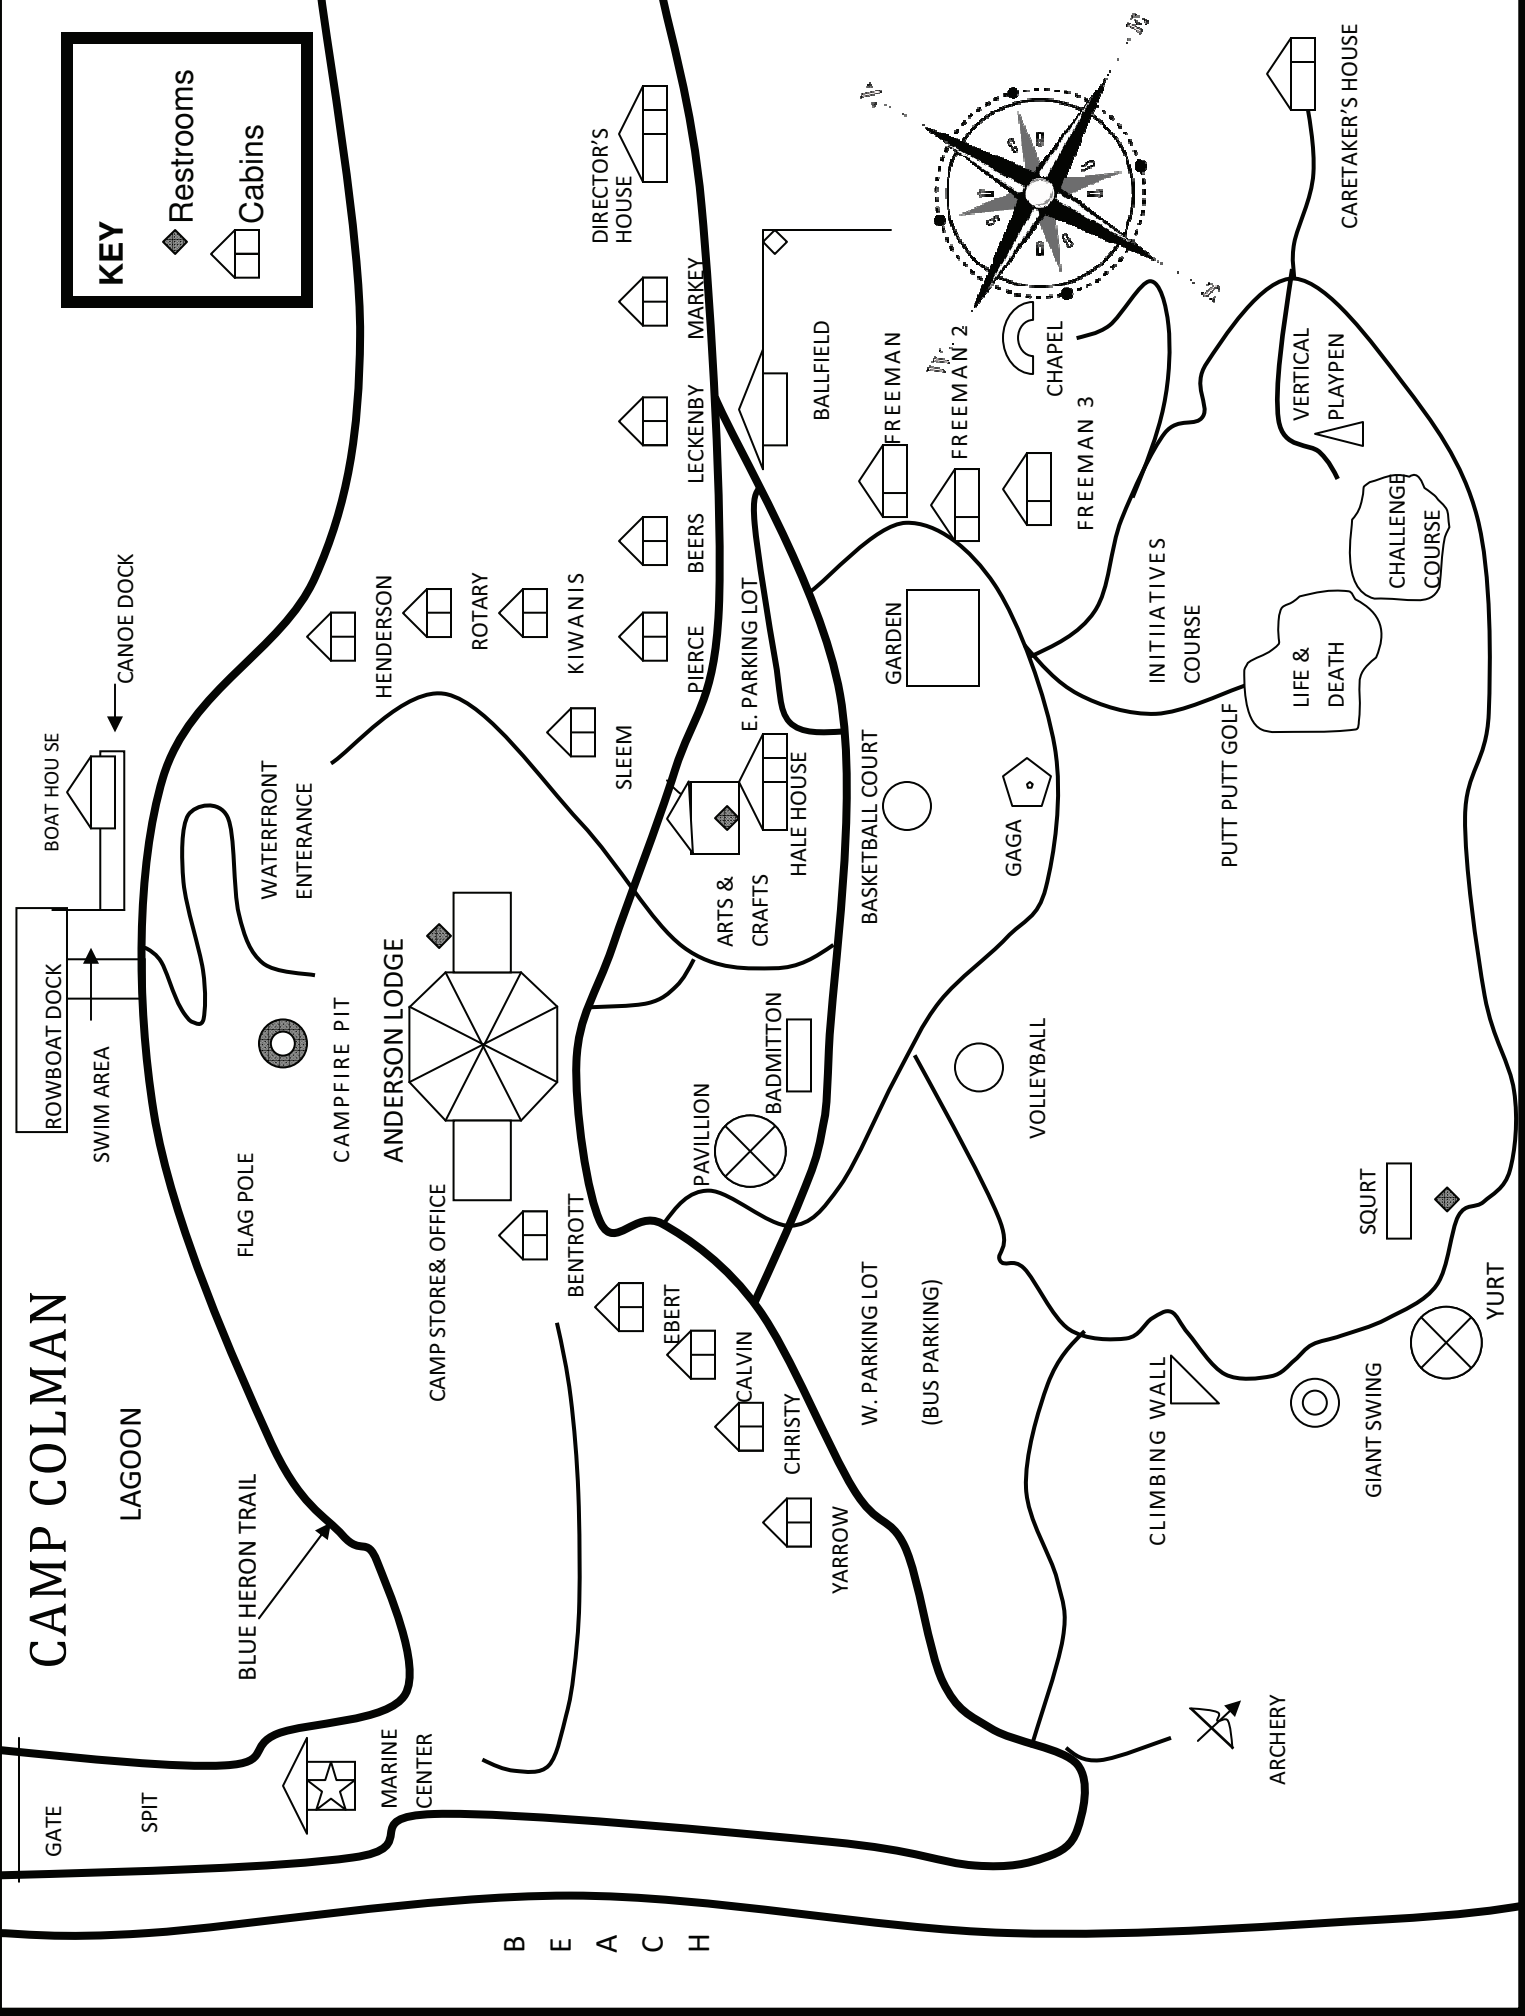 CAMP COLMAN
LAGOON
KEY
Restrooms
Cabins
GATE
SPIT
BLUE HERON TRAIL
FLAG POLE
SWIM AREA
ROWBOAT DOCK
BOAT HOU SE
CANOE DOCK
WATERFRONT
ENTERANCE
CAMPFIRE PIT
ANDERSON LODGE
HENDERSON
ROTARY
KIWANIS
SLEEM
PIERCE
BEERS
LECKENBY
MARKEY
DIRECTOR'S
HOUSE
MARINE
CENTER
CAMP STORE& OFFICE
BENTROTT
EBERT
CALVIN
CHRISTY
YARROW
PAVILLION
BADMITTON
ARTS &
CRAFTS
HALE HOUSE
E. PARKING LOT
BALLFIELD
BASKETBALL COURT
GARDEN
FREEMAN
FREEMAN 2
FREEMAN 3
CHAPEL
W. PARKING LOT
(BUS PARKING)
VOLLEYBALL
GAGA
INITIIATIVES
COURSE
PUTT PUTT GOLF
LIFE &
DEATH
CHALLENGE
COURSE
VERTICAL
PLAYPEN
CARETAKER'S HOUSE
CLIMBING WALL
GIANT SWING
SQURT
YURT
ARCHERY
B
E
A
C
H